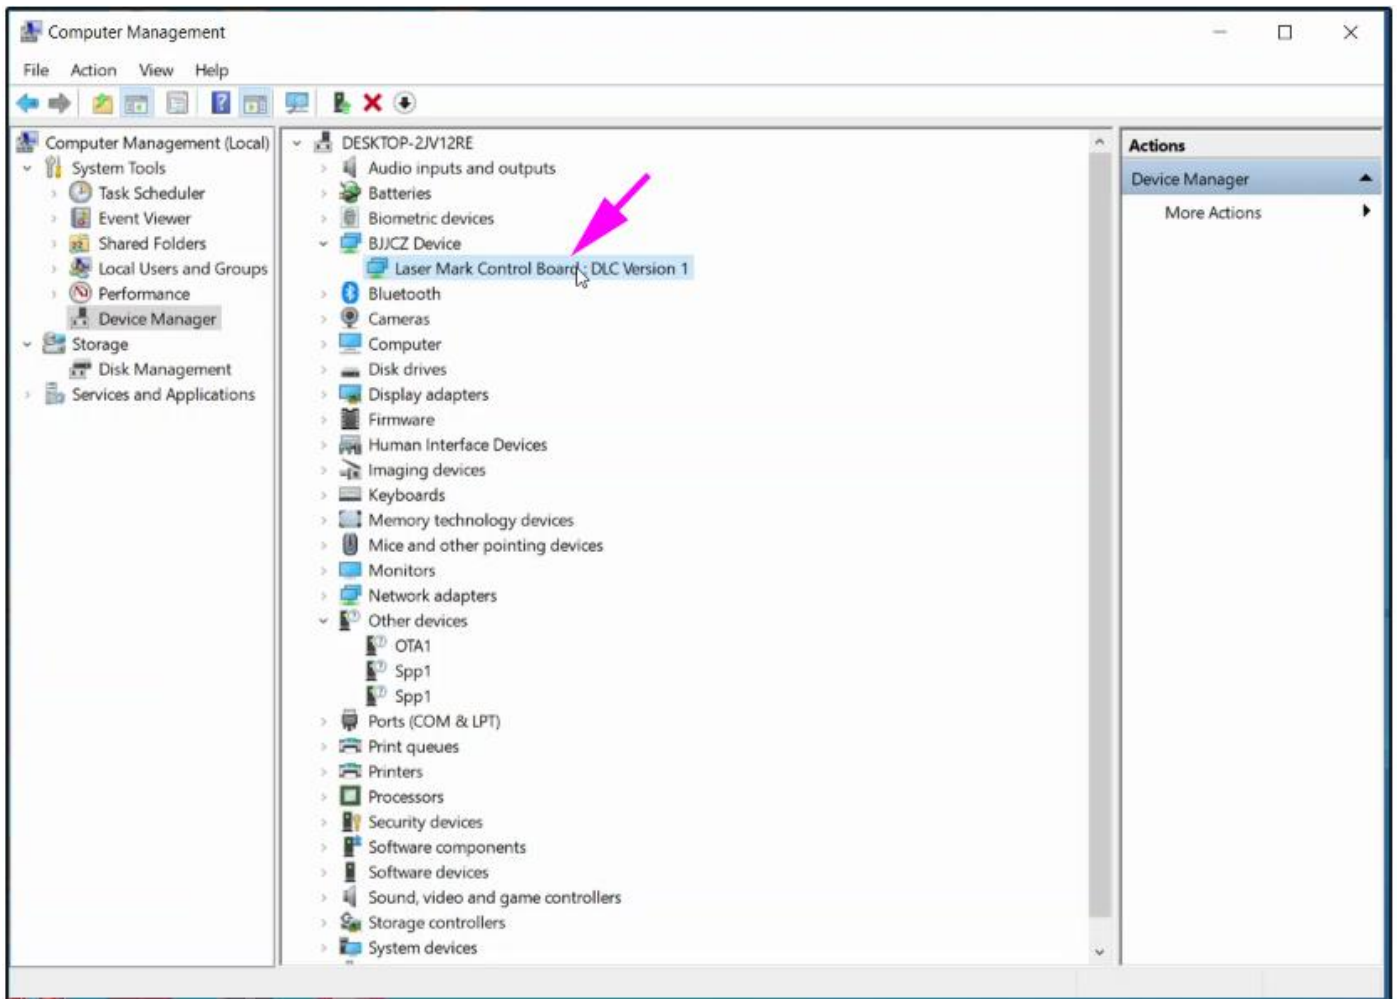 Computer Management
File Action View Help
Computer Management (Local)
System Tools
Task Scheduler
Event Viewer
Shared Folders
Local Users and Groups
Performance
Device Manager
Storage
Disk Management
Services and Applications
DESKTOP-2JV12RE
Audio inputs and outputs
Batteries
Biometric devices
BJJCZ Device
Laser Mark Control Board : DLC Version 1
Bluetooth
Cameras
Computer
Disk drives
Display adapters
Firmware
Human Interface Devices
Imaging devices
Keyboards
Memory technology devices
Mice and other pointing devices
Monitors
Network adapters
Other devices
OTA1
Spp1
Spp1
Ports (COM & LPT)
Print queues
Printers
Processors
Security devices
Software components
Software devices
Sound, video and game controllers
Storage controllers
System devices
Actions
Device Manager
More Actions